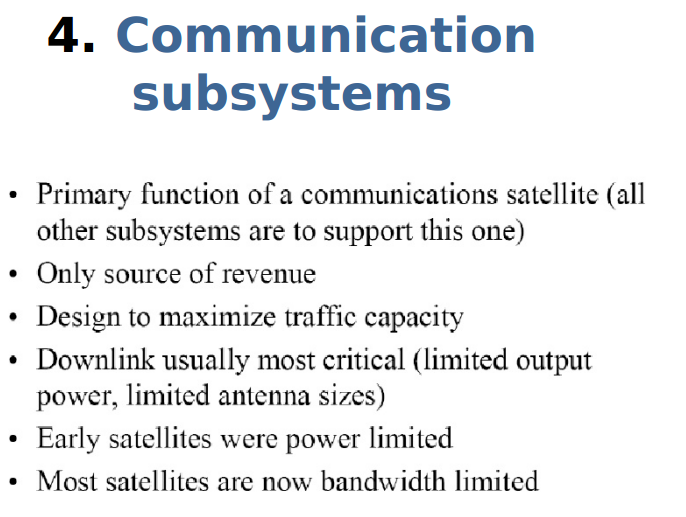 4. Communication
subsystems
• Primary function of a communications satellite (all
other subsystems are to support this one)
• Only source of revenue
• Design to maximize traffic capacity
• Downlink usually most critical (limited output
power, limited antenna sizes)
• Early satellites were power limited
• Most satellites are now bandwidth limited